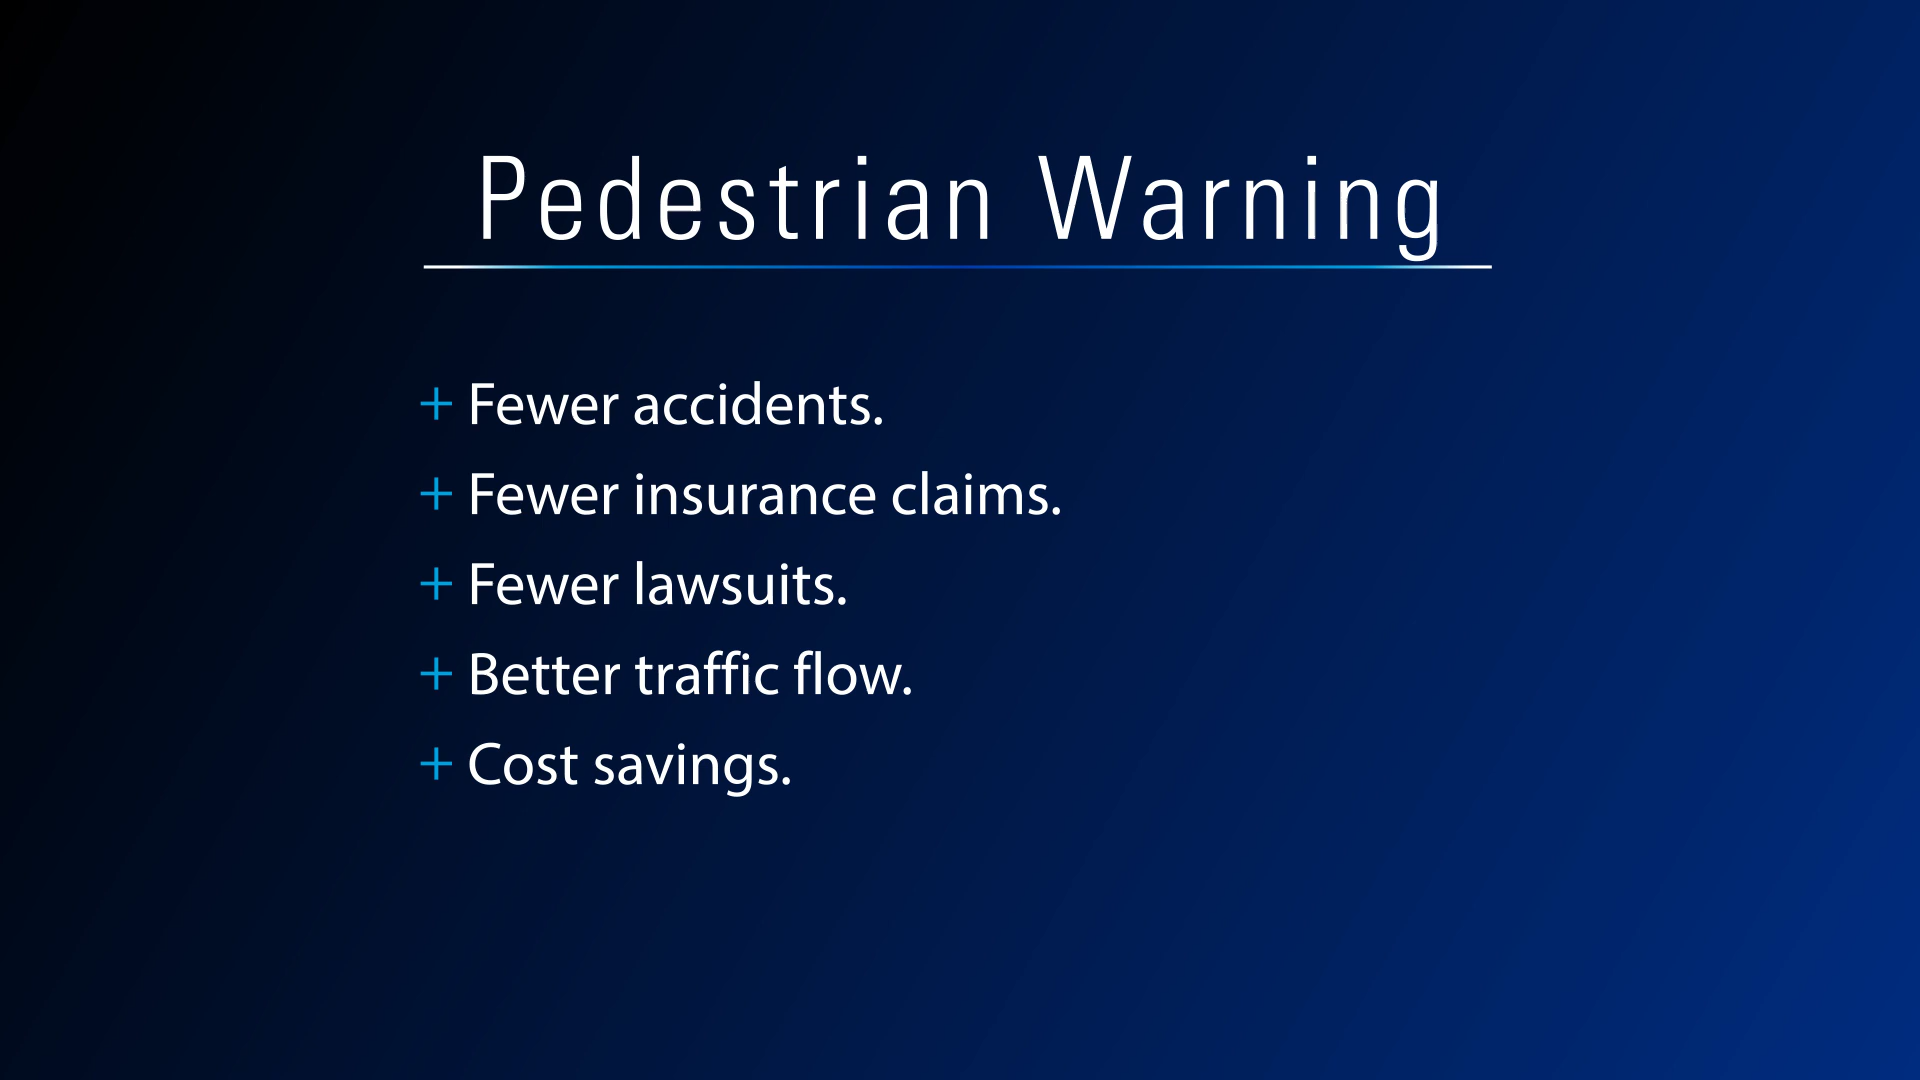 Pedestrian Warning
+ Fewer accidents.
+ Fewer insurance claims.
+ Fewer lawsuits.
+ Better traffic flow.
+ Cost savings.